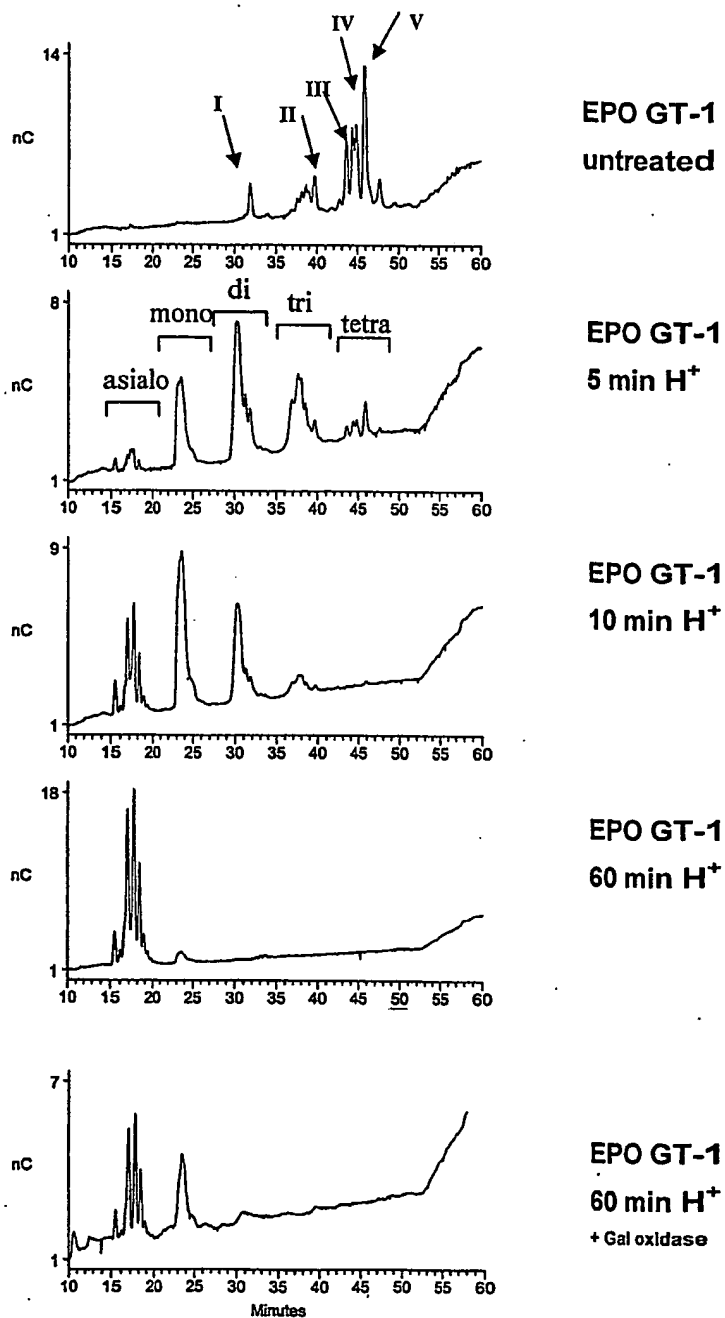 I II III IV V
14
nC
1
10 15 20 25 30 35 40 45 50 55 60
EPO GT-1
untreated
8
nC
1
asialo mono di tri tetra
10 15 20 25 30 35 40 45 50 55 60
EPO GT-1
5 min H⁺
9
nC
1
10 15 20 25 30 35 40 45 50 55 60
EPO GT-1
10 min H⁺
18
nC
1
10 15 20 25 30 35 40 45 50 55 60
EPO GT-1
60 min H⁺
7
nC
1
10 15 20 25 30 35 40 45 50 55 60
Minutes
EPO GT-1
60 min H⁺
+ Gal oxidase